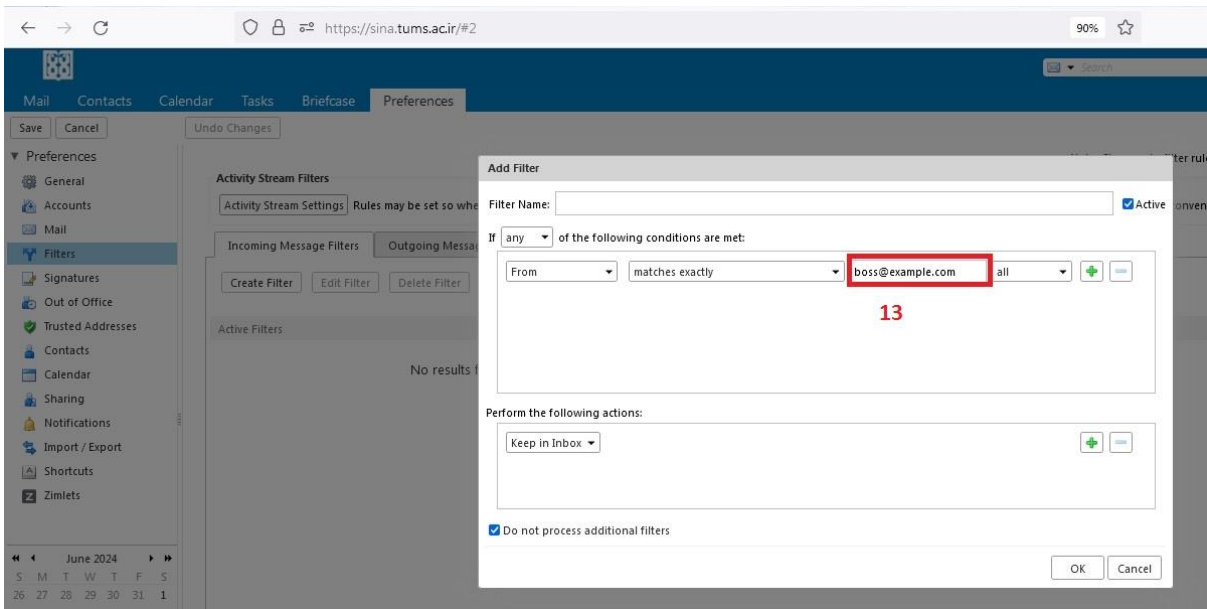 https://sina.tums.ac.ir/#2
90%
Search
Mail Contacts Calendar Tasks Briefcase Preferences
Save Cancel Undo Changes
Preferences
General
Accounts
Mail
Filters
Signatures
Out of Office
Trusted Addresses
Contacts
Calendar
Sharing
Notifications
Import / Export
Shortcuts
Zimlets
June 2024
S M T W T F S
26 27 28 29 30 31 1
Activity Stream Filters
Activity Stream Settings Rules may be set so whe
Incoming Message Filters Outgoing Messa
Create Filter Edit Filter Delete Filter
Active Filters
No results f
ter rul
onven
Add Filter
Filter Name: Active
If any of the following conditions are met:
From matches exactly boss@example.com all
13
Perform the following actions:
Keep in Inbox
Do not process additional filters
OK Cancel